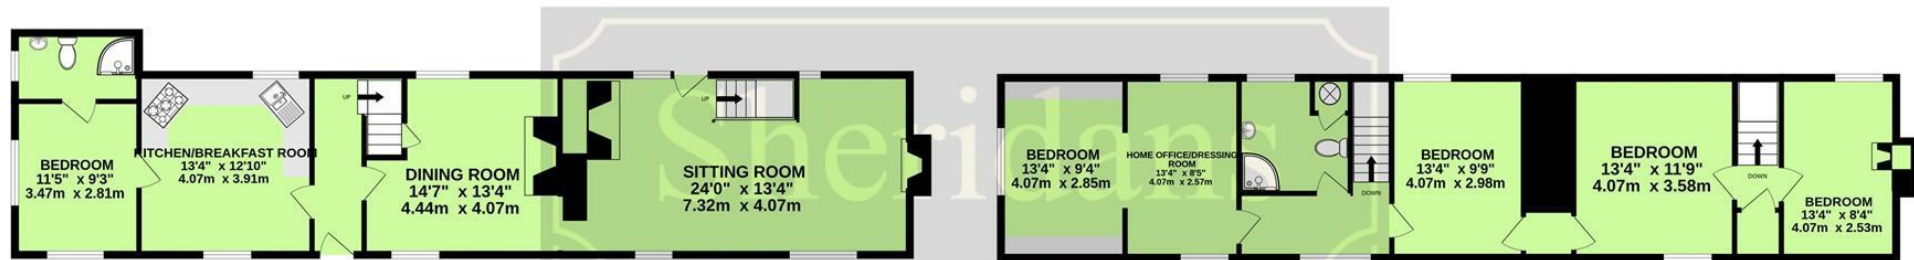 Sheridans
BEDROOM
11'5" x 9'3"
3.47m x 2.81m
KITCHEN/BREAKFAST ROOM
13'4" x 12'10"
4.07m x 3.91m
UP
DINING ROOM
14'7" x 13'4"
4.44m x 4.07m
UP
SITTING ROOM
24'0" x 13'4"
7.32m x 4.07m
BEDROOM
13'4" x 9'4"
4.07m x 2.85m
HOME OFFICE/DRESSING
ROOM
13'4" x 8'5"
4.07m x 2.57m
DOWN
BEDROOM
13'4" x 9'9"
4.07m x 2.98m
BEDROOM
13'4" x 11'9"
4.07m x 3.58m
DOWN
BEDROOM
13'4" x 8'4"
4.07m x 2.53m